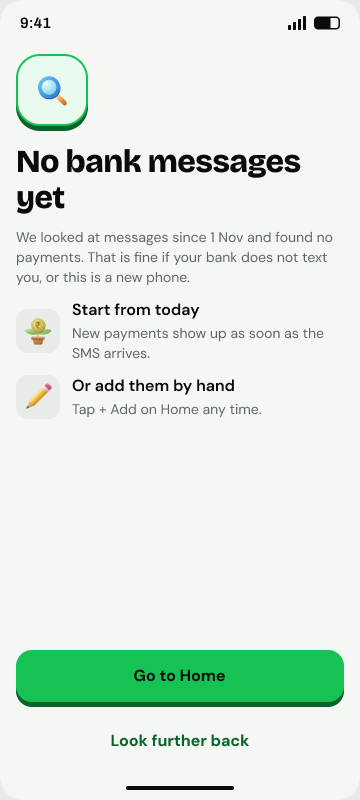 9:41
No bank messages
yet
We looked at messages since 1 Nov and found no
payments. That is fine if your bank does not text
you, or this is a new phone.
Start from today
New payments show up as soon as the
SMS arrives.
Or add them by hand
Tap + Add on Home any time.
Go to Home
Look further back